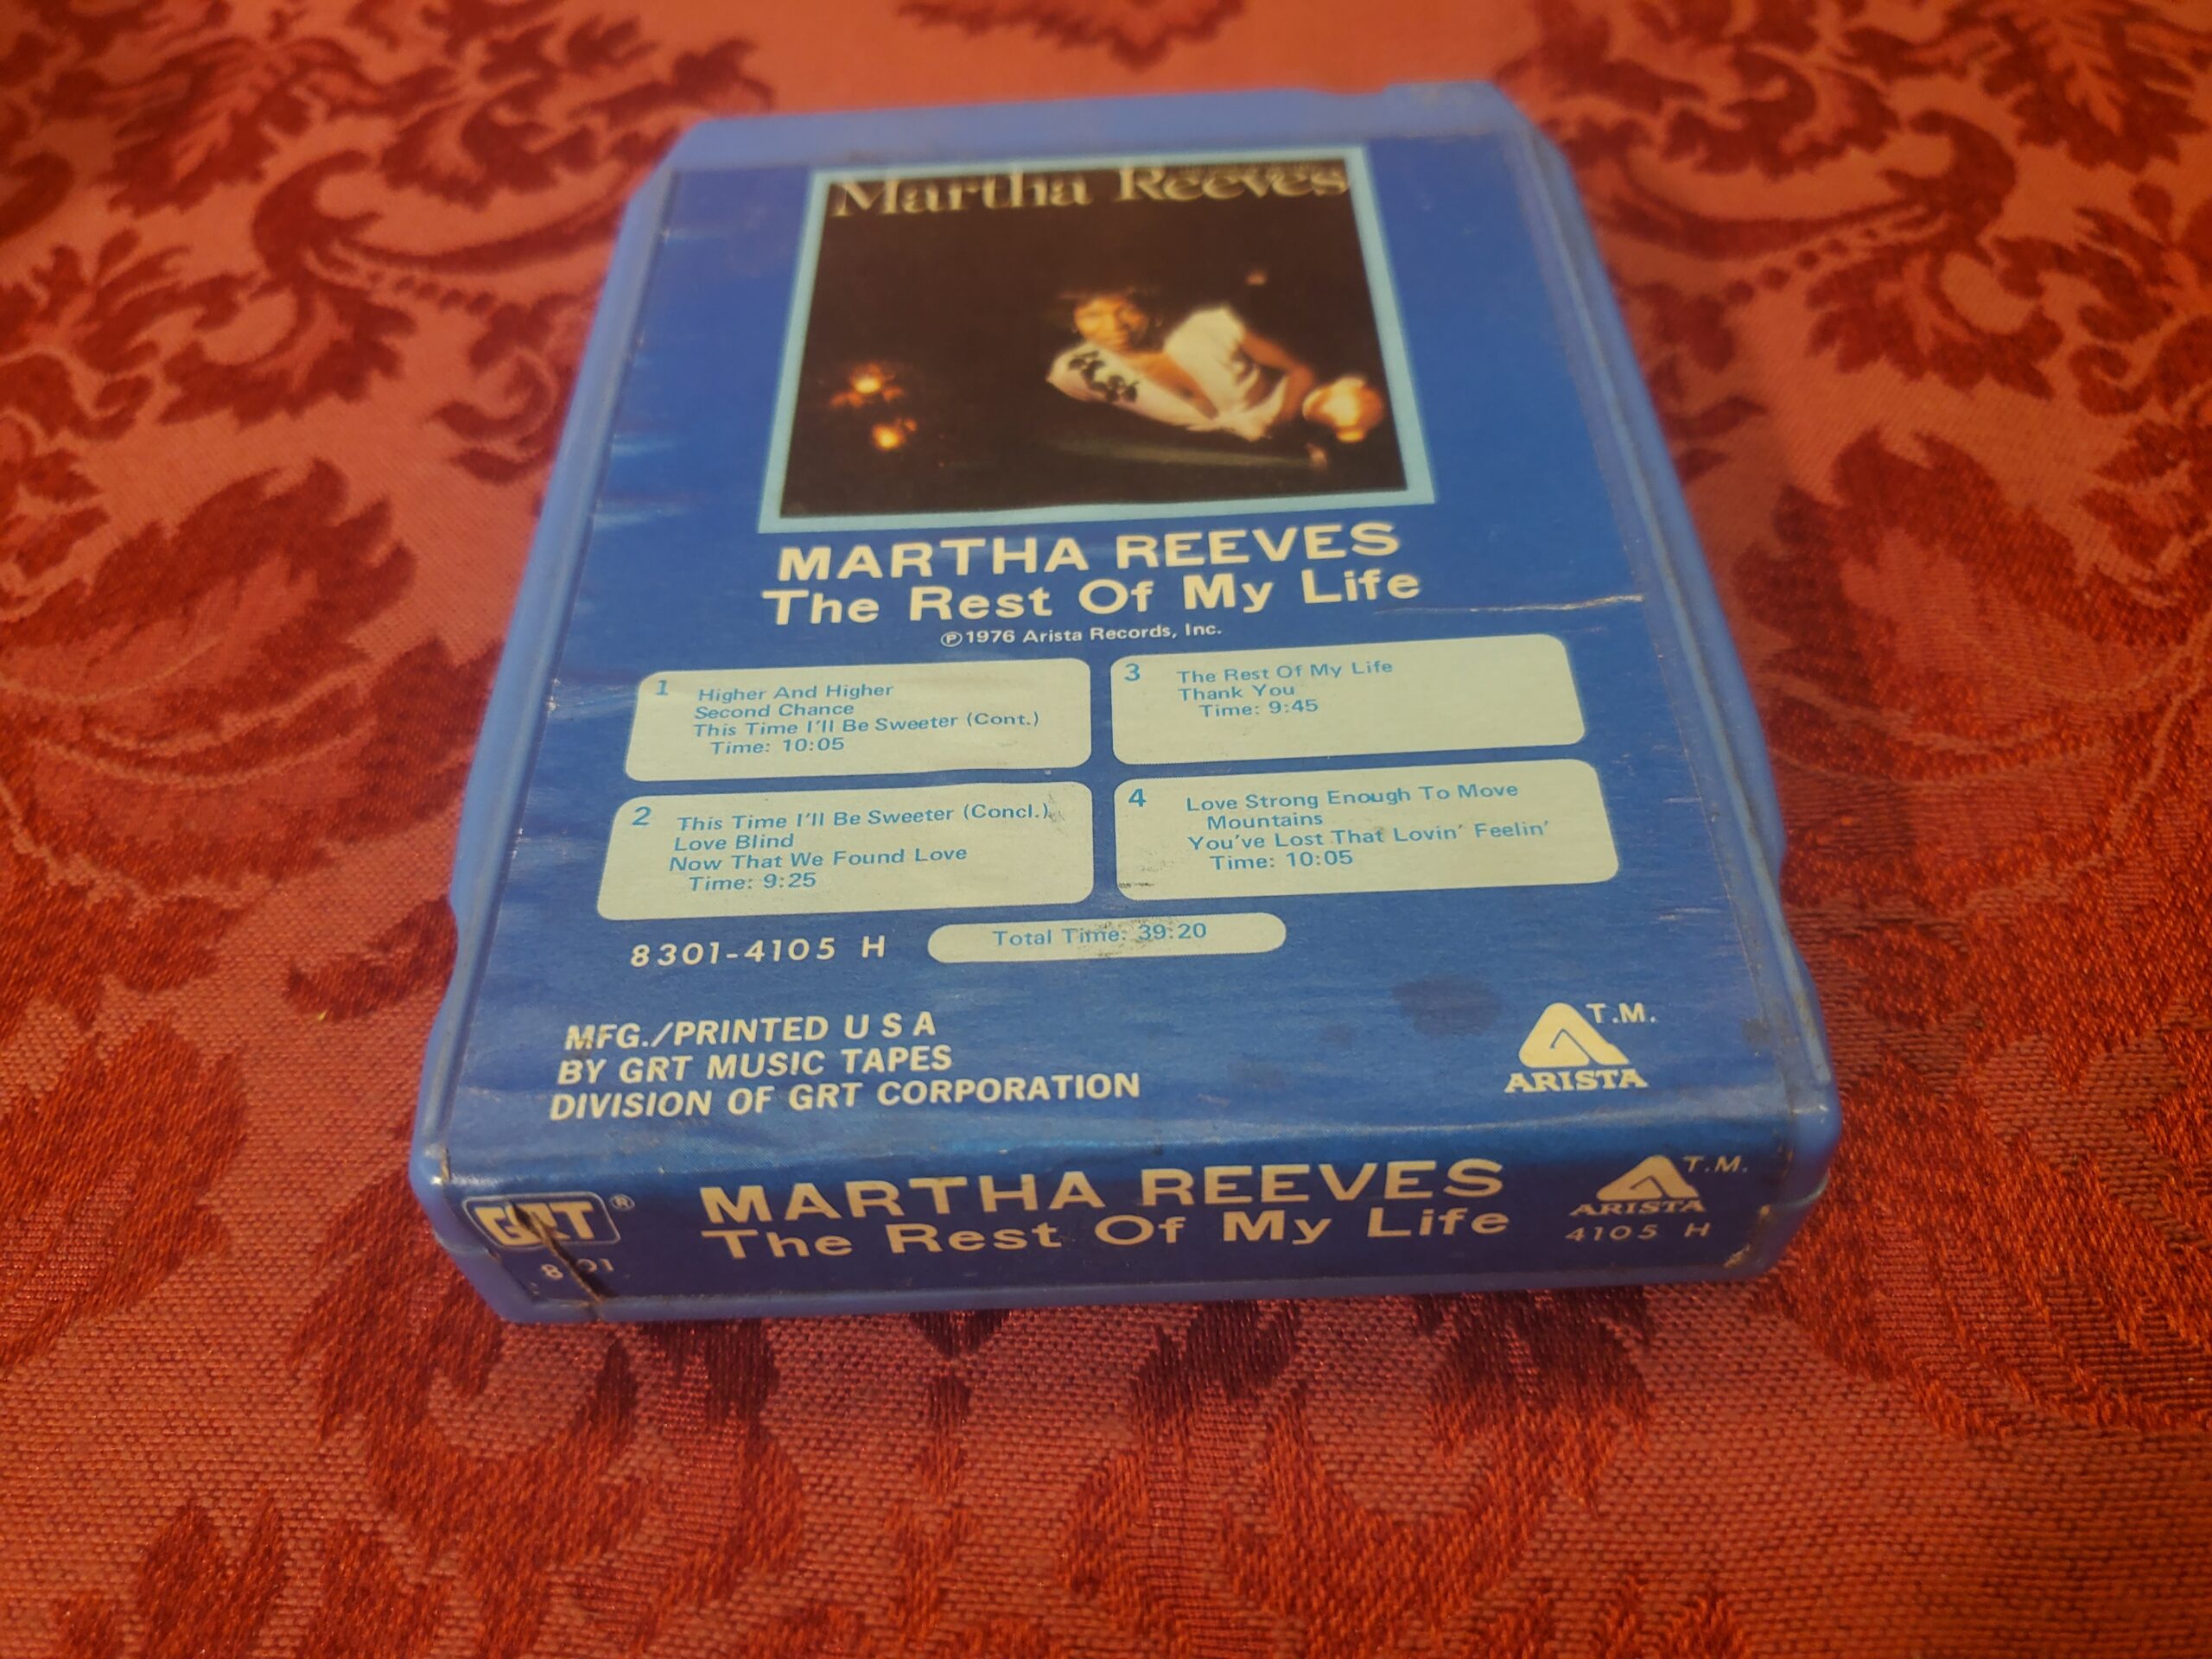 Martha Reeves
MARTHA REEVES
The Rest Of My Life
Ⓟ1976 Arista Records, Inc.
1
Higher And Higher
Second Chance
This Time I'll Be Sweeter (Cont.)
Time: 10:05
2
This Time I'll Be Sweeter (Concl.)
Love Blind
Now That We Found Love
Time: 9:25
3
The Rest Of My Life
Thank You
Time: 9:45
4
Love Strong Enough To Move
Mountains
You've Lost That Lovin' Feelin'
Time: 10:05
8301-4105 H
Total Time: 39:20
MFG./PRINTED U S A
BY GRT MUSIC TAPES
DIVISION OF GRT CORPORATION
T.M.
ARISTA
GRT®
MARTHA REEVES
The Rest Of My Life
T.M.
ARISTA
4105 H